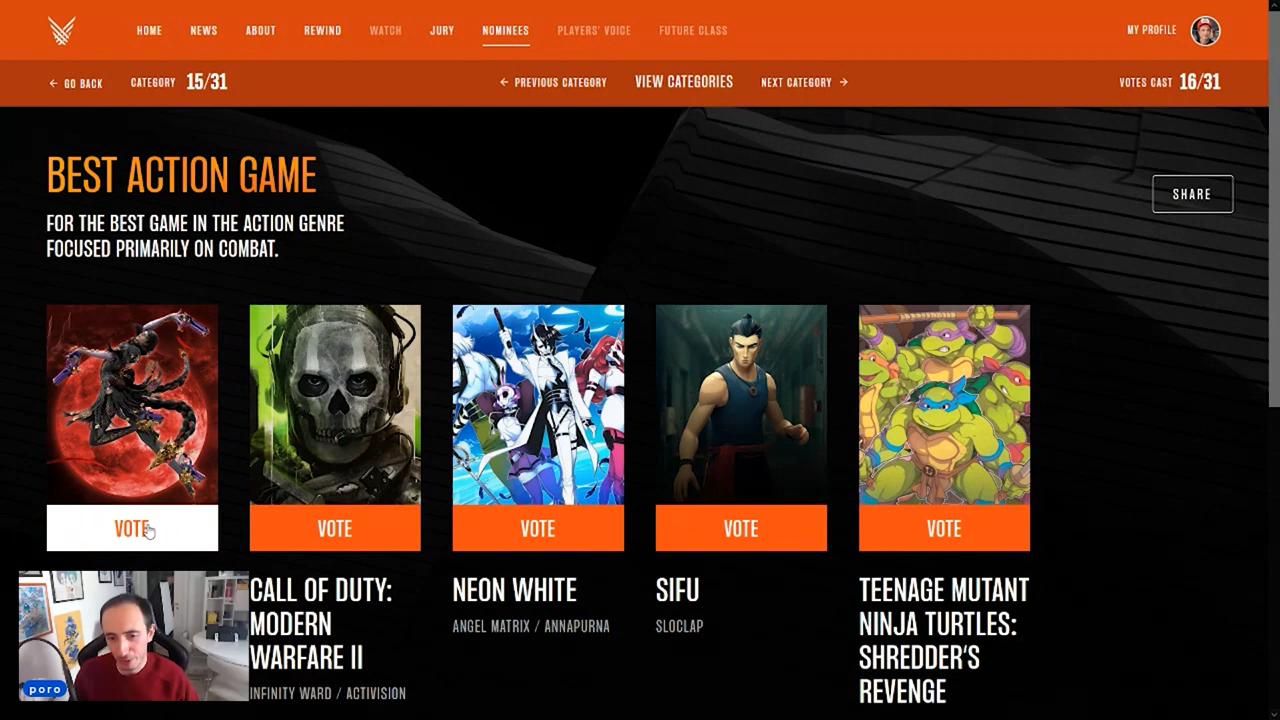 HOME NEWS ABOUT REWIND WATCH JURY NOMINEES PLAYERS' VOICE FUTURE CLASS MY PROFILE
← GO BACK CATEGORY 15/31 ← PREVIOUS CATEGORY VIEW CATEGORIES NEXT CATEGORY → VOTES CAST 16/31
BEST ACTION GAME
SHARE
FOR THE BEST GAME IN THE ACTION GENRE
FOCUSED PRIMARILY ON COMBAT.
VOTE VOTE VOTE VOTE VOTE
CALL OF DUTY:
MODERN
WARFARE II
INFINITY WARD / ACTIVISION
NEON WHITE
ANGEL MATRIX / ANNAPURNA
SIFU
SLOCLAP
TEENAGE MUTANT
NINJA TURTLES:
SHREDDER'S
REVENGE
poro